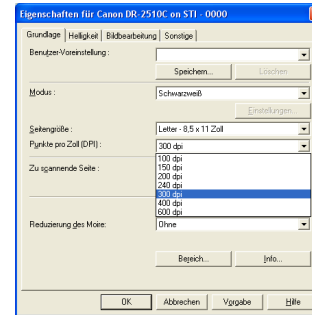 Eigenschaften für Canon DR-2510C on STI - 0000
Grundlage Helligkeit Bildbearbeitung Sonstige
Benutzer-Voreinstellung :
Speichern... Löschen
Modus : Schwarzweiß
Einstellungen...
Seitengröße : Letter - 8,5 x 11 Zoll
Punkte pro Zoll (DPI) : 300 dpi
100 dpi
150 dpi
Zu scannende Seite : 200 dpi
240 dpi
300 dpi
400 dpi
600 dpi
Reduzierung des Moire: Ohne
Bereich... Info...
OK Abbrechen Vorgabe Hilfe